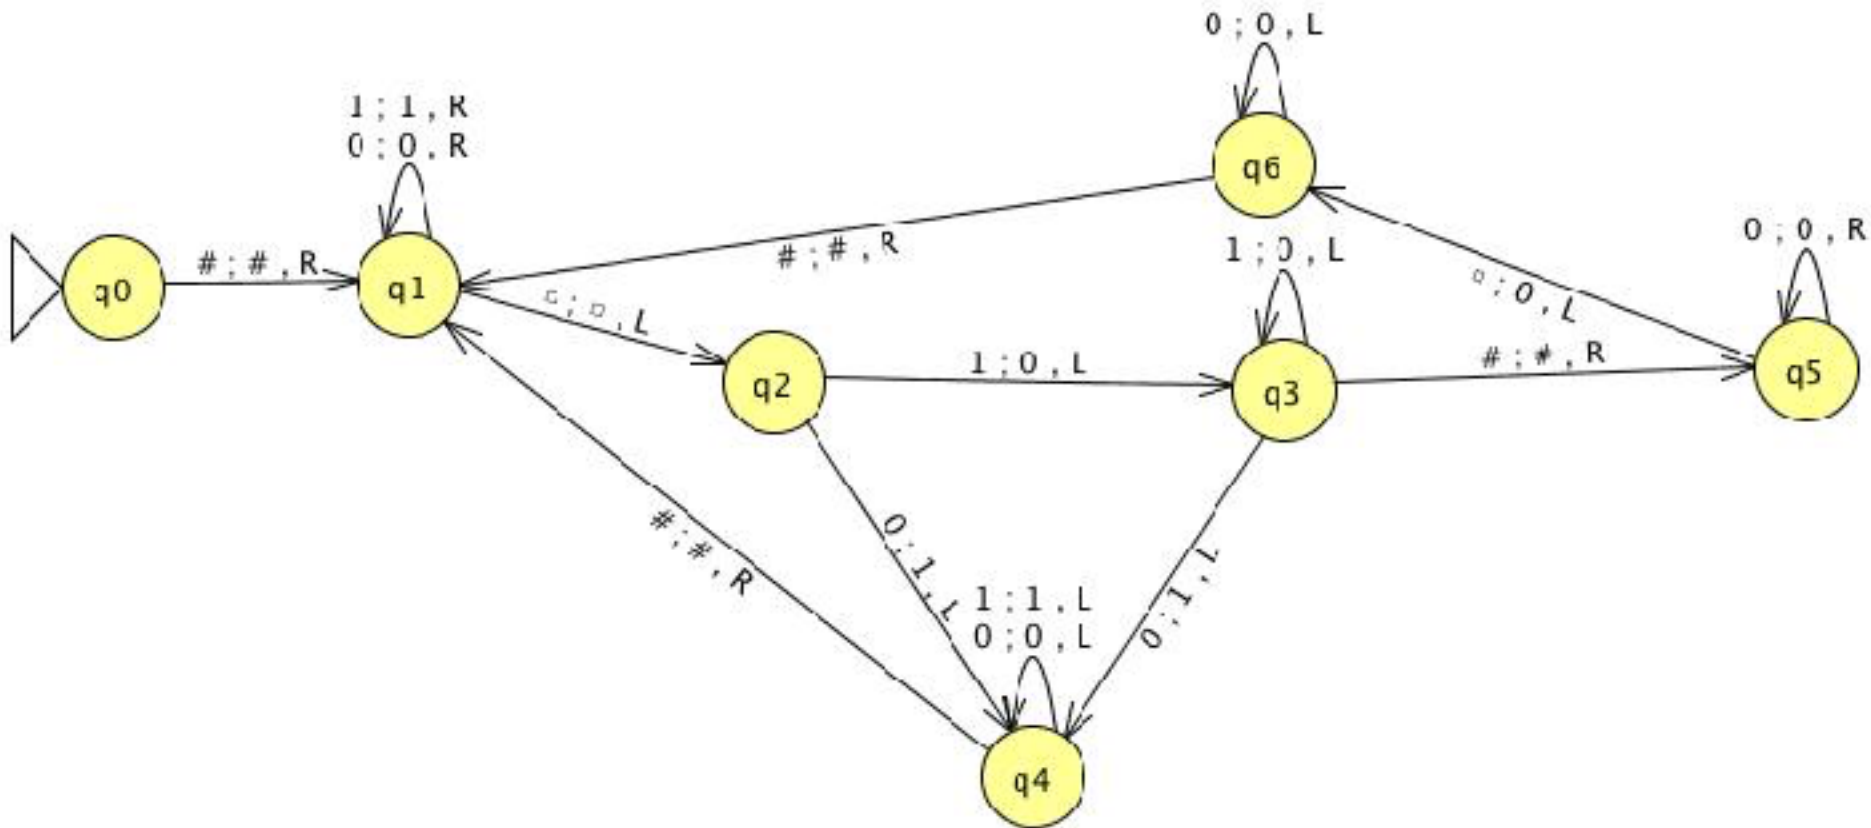 0 ; 0 , L
1 ; 1 , R
0 ; 0 , R
q6
# ; # , R
q0
# ; # , R
q1
1 ; 0 , L
0 ; 0 , R
□ ; □ , L
□ ; 0 , L
q2
1 ; 0 , L
q3
# ; # , R
q5
# ; # , R
0 ; 1 , L
0 ; 1 , L
1 ; 1 , L
0 ; 0 , L
q4